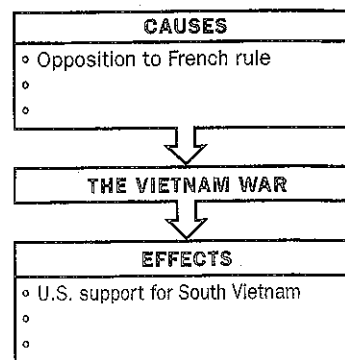 CAUSES
Opposition to French rule
THE VIETNAM WAR
EFFECTS
U.S. support for South Vietnam